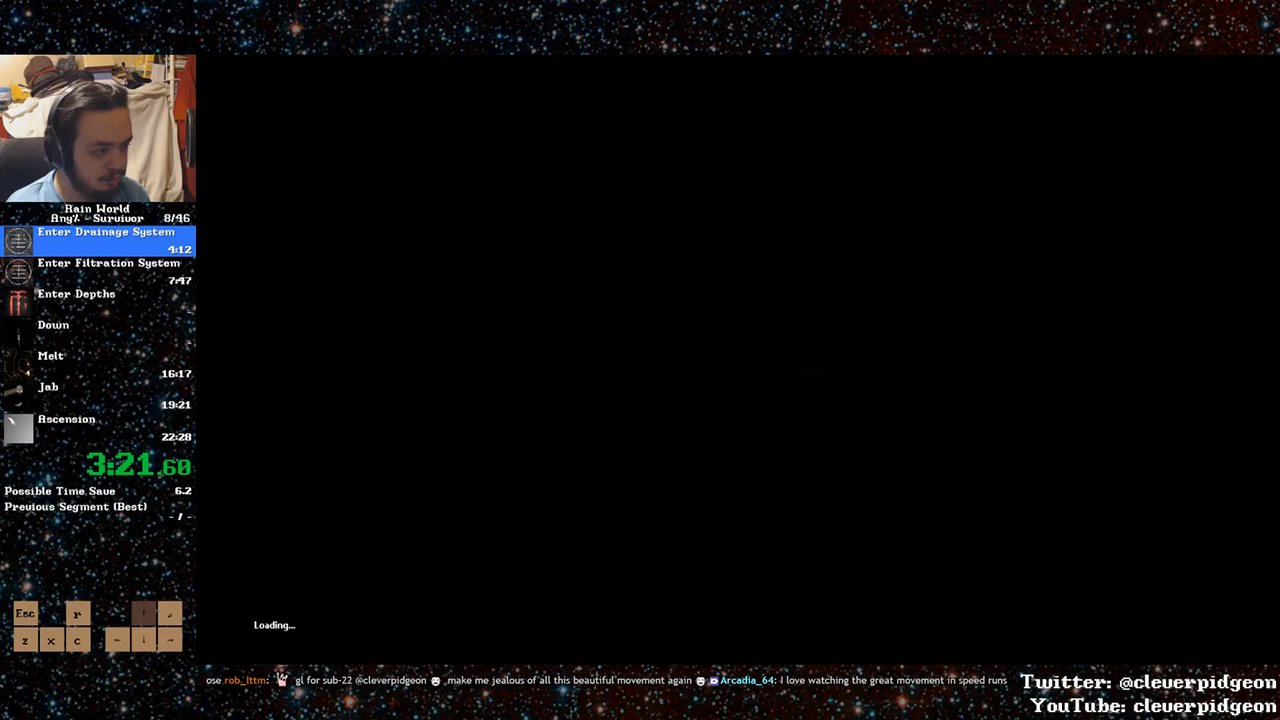 Rain World
Any% - Survivor 8/46
Enter Drainage System
4:12
Enter Filtration System
7:47
Enter Depths
-
Down
-
Melt
16:17
Jab
19:21
Ascension
22:28
3:21.60
Possible Time Save 6.2
Previous Segment (Best)
- / -
Esc r ↑
z x c ← ↓ →
Loading...
ose rob_lttm: gl for sub-22 @cleverpidgeon make me jealous of all this beautiful movement again Arcadia_64: I love watching the great movement in speed runs
Twitter: @cleverpidgeon
YouTube: cleverpidgeon